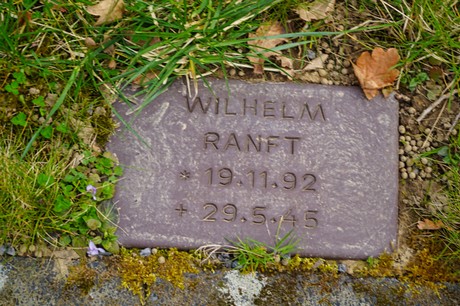 WILHELM
RANFT
* 19.11.92
+ 29.5.45